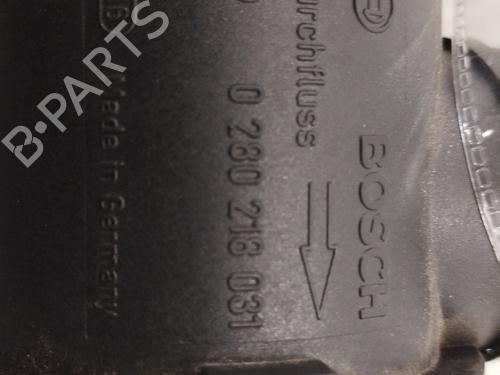 BOSCH
Durchfluss
0 280 218 031
Made in Germany
B-PARTS